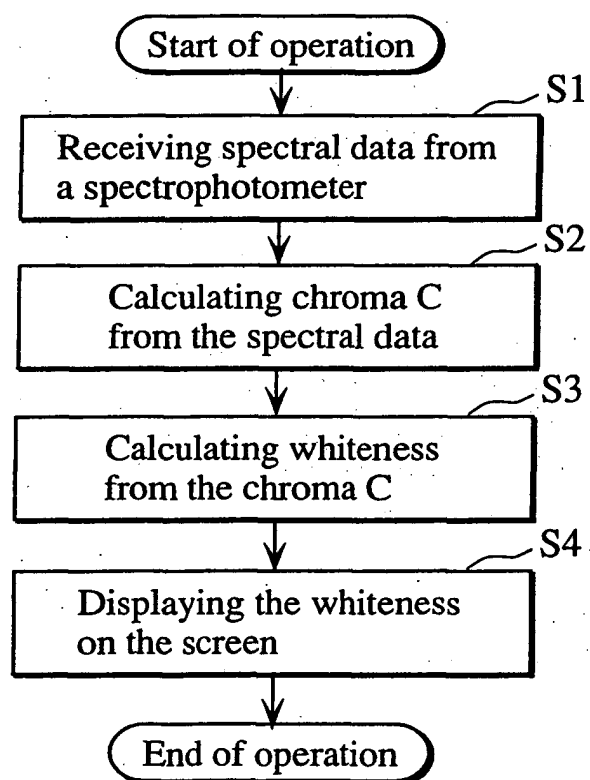 Start of operation
S1
Receiving spectral data from
a spectrophotometer
S2
Calculating chroma C
from the spectral data
S3
Calculating whiteness
from the chroma C
S4
Displaying the whiteness
on the screen
End of operation